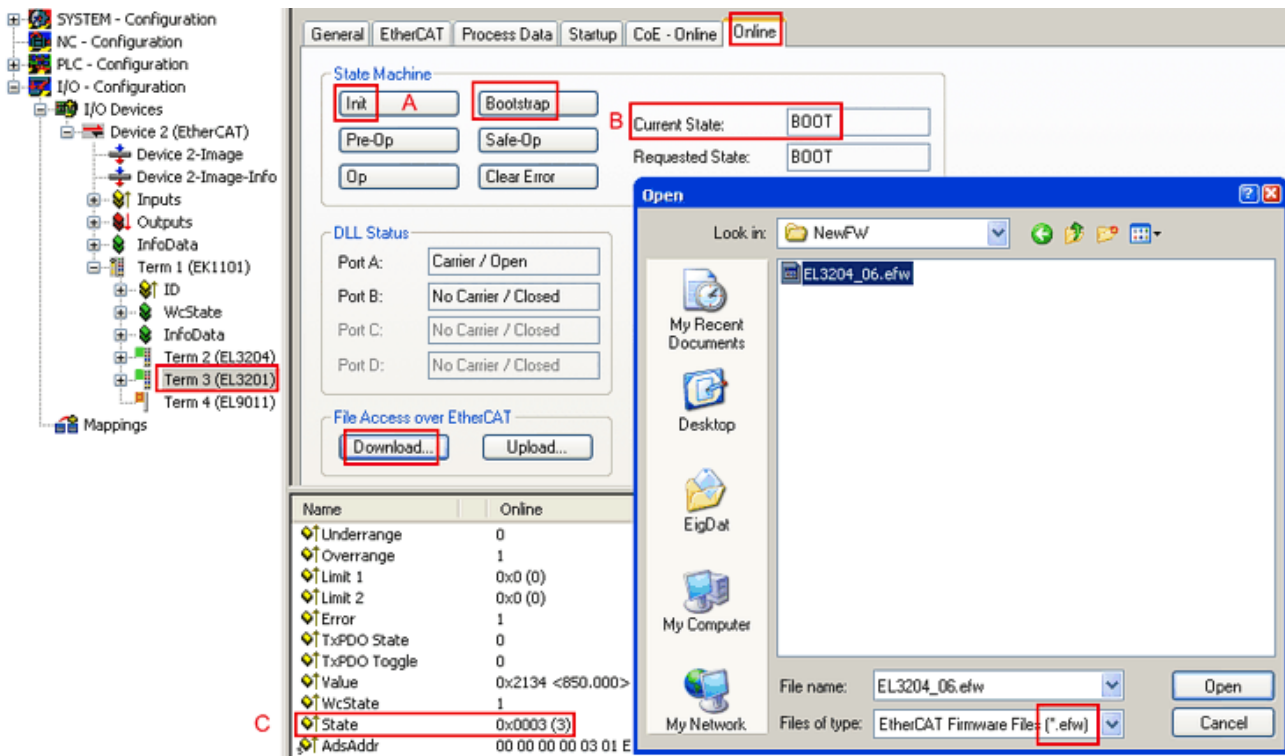 SYSTEM - Configuration
NC - Configuration
PLC - Configuration
I/O - Configuration
I/O Devices
Device 2 (EtherCAT)
Device 2-Image
Device 2-Image-Info
Inputs
Outputs
InfoData
Term 1 (EK1101)
ID
WcState
InfoData
Term 2 (EL3204)
Term 3 (EL3201)
Term 4 (EL9011)
Mappings
General EtherCAT Process Data Startup CoE - Online Online
State Machine
Init A Bootstrap
Pre-Op Safe-Op
Op Clear Error
B Current State: BOOT
Requested State: BOOT
DLL Status
Port A: Carrier / Open
Port B: No Carrier / Closed
Port C: No Carrier / Closed
Port D: No Carrier / Closed
File Access over EtherCAT
Download... Upload...
Name Online
Underrange 0
Overrange 1
Limit 1 0x0 (0)
Limit 2 0x0 (0)
Error 1
TxPDO State 0
TxPDO Toggle 0
Value 0x2134 <850.000>
WcState 1
C State 0x0003 (3)
AdsAddr 00 00 00 00 03 01 E
Open
Look in: NewFW
EL3204_06.efw
My Recent
Documents
Desktop
EigDat
My Computer
My Network
File name: EL3204_06.efw Open
Files of type: EtherCAT Firmware Files (*.efw) Cancel